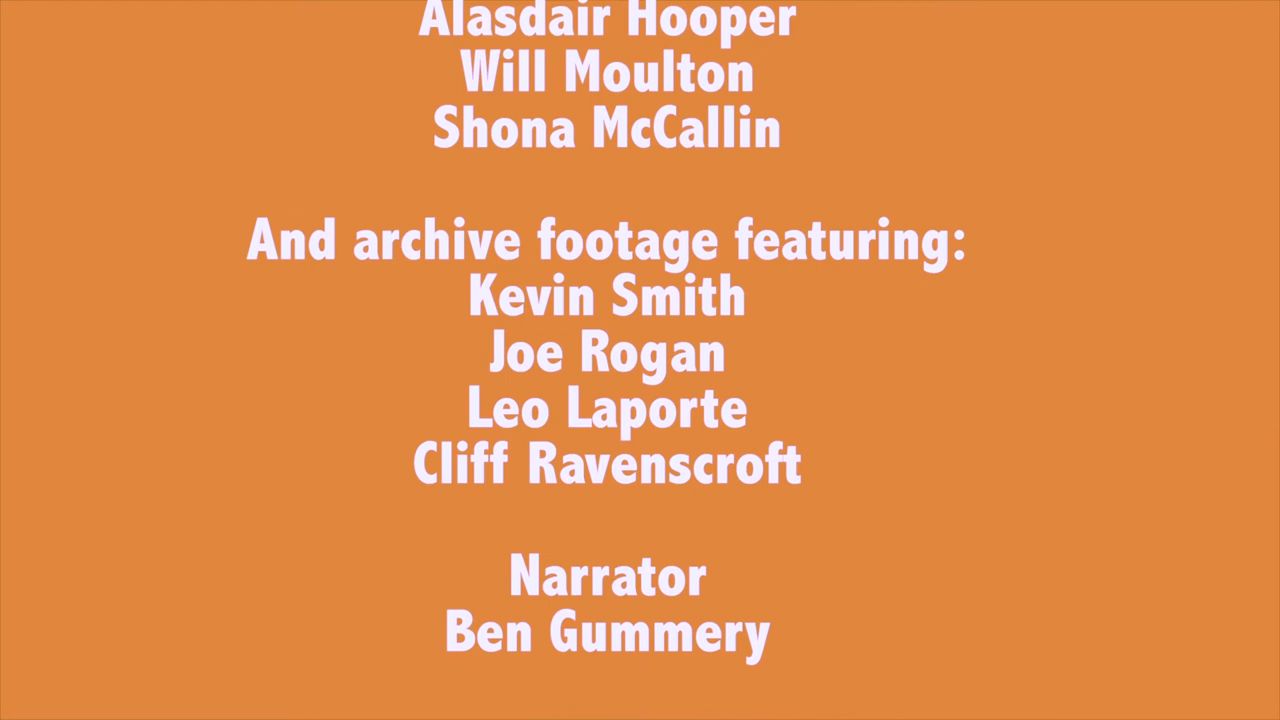 Alasdair Hooper
Will Moulton
Shona McCallin
And archive footage featuring:
Kevin Smith
Joe Rogan
Leo Laporte
Cliff Ravenscroft
Narrator
Ben Gummery